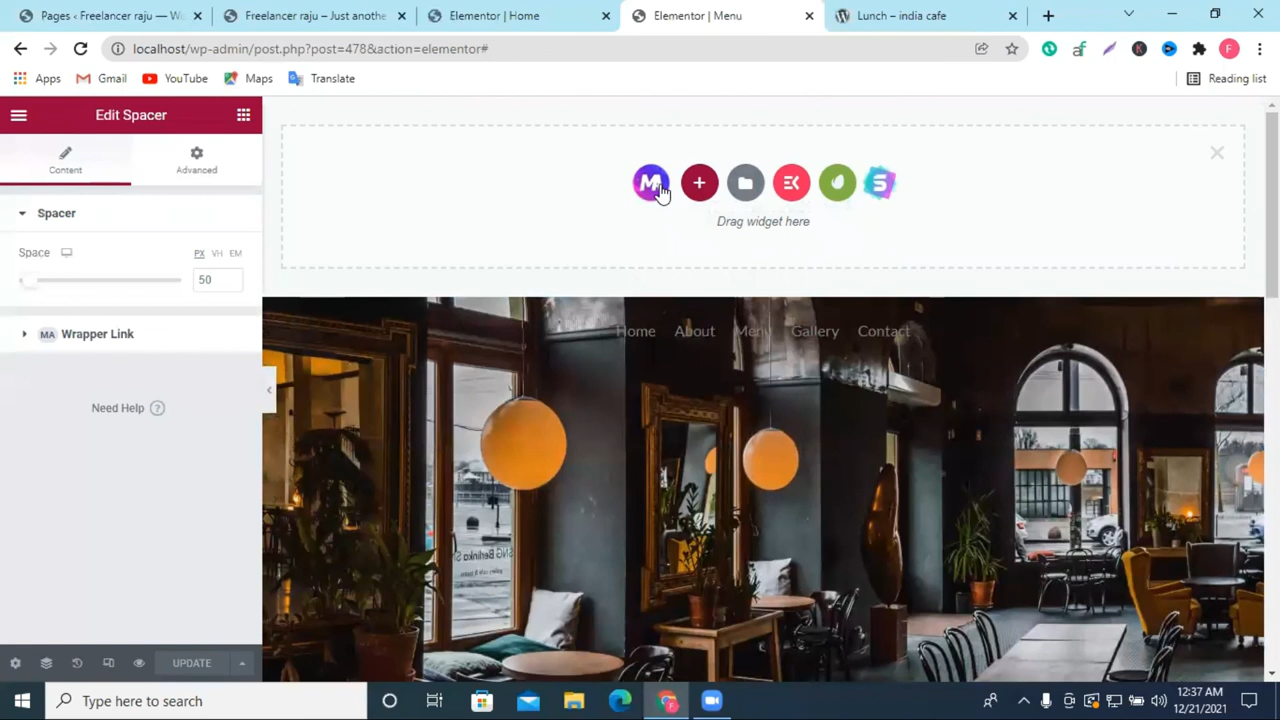 Pages ‹ Freelancer raju — W
Freelancer raju – Just anothe
Elementor | Home
Elementor | Menu
Lunch – india cafe
localhost/wp-admin/post.php?post=478&action=elementor#
Apps
Gmail
YouTube
Maps
Translate
Reading list
Edit Spacer
Content
Advanced
Spacer
Space
PX VH EM
50
MA Wrapper Link
Need Help ?
UPDATE
Drag widget here
Home About Menu Gallery Contact
Type here to search
12:37 AM
12/21/2021